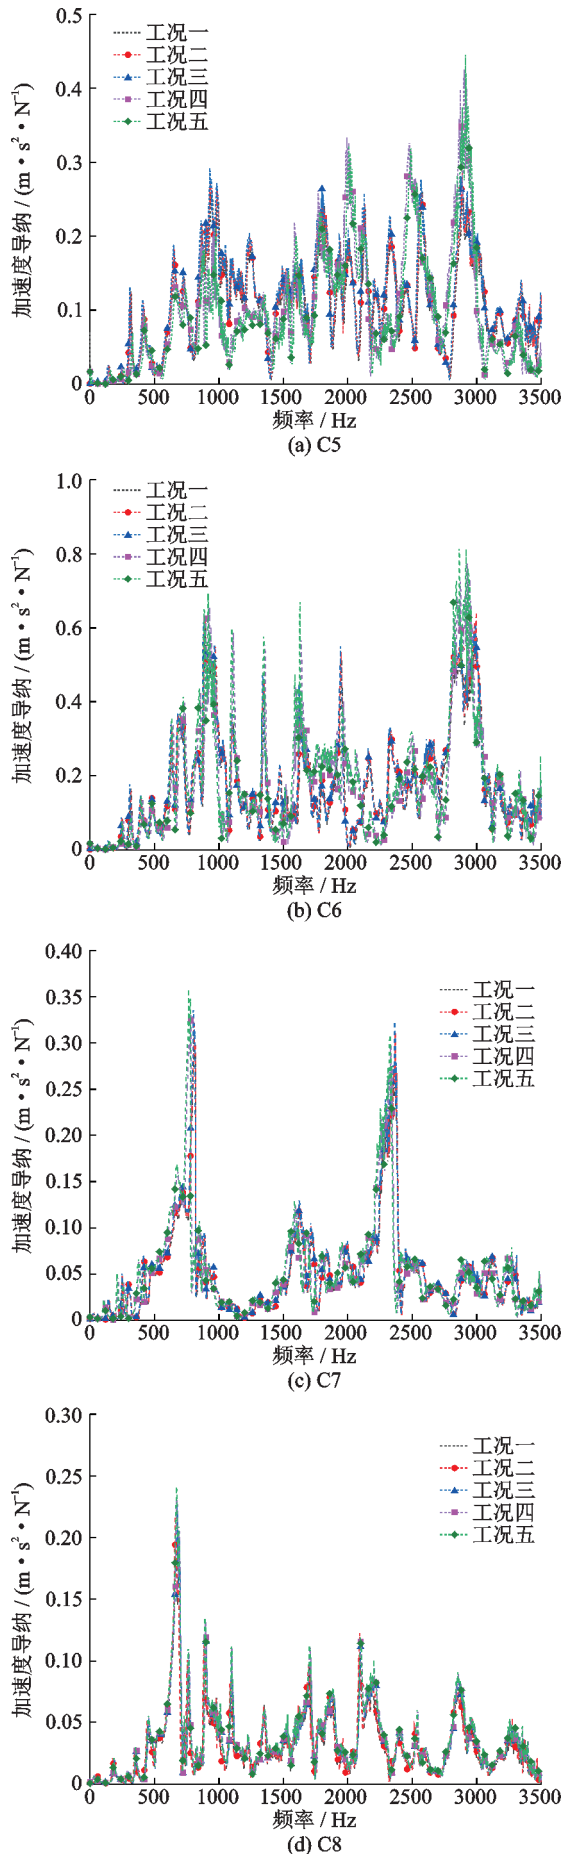 0.5
0.4
0.3
0.2
0.1
0
加速度导纳 / (m • s² • N⁻¹)
工况一
工况二
工况三
工况四
工况五
0 500 1000 1500 2000 2500 3000 3500
频率 / Hz
(a) C5
1.0
0.8
0.6
0.4
0.2
0
加速度导纳 / (m • s² • N⁻¹)
工况一
工况二
工况三
工况四
工况五
0 500 1000 1500 2000 2500 3000 3500
频率 / Hz
(b) C6
0.40
0.35
0.30
0.25
0.20
0.15
0.10
0.05
0
加速度导纳 / (m • s² • N⁻¹)
工况一
工况二
工况三
工况四
工况五
0 500 1000 1500 2000 2500 3000 3500
频率 / Hz
(c) C7
0.30
0.25
0.20
0.15
0.10
0.05
0
加速度导纳 / (m • s² • N⁻¹)
工况一
工况二
工况三
工况四
工况五
0 500 1000 1500 2000 2500 3000 3500
频率 / Hz
(d) C8